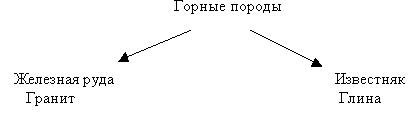 Горные породы
Железная руда Известняк
Гранит Глина